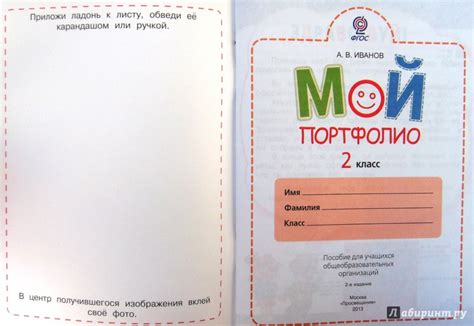 Приложи ладонь к листу, обведи её
карандашом или ручкой.
В центр получившегося изображения вклей
своё фото.
ФГОС
А. В. ИВАНОВ
МОЙ
ПОРТФОЛИО
2 класс
Имя
Фамилия
Класс
Пособие для учащихся
общеобразовательных
организаций
2-е издание
Москва
«Просвещение»
2013
Лабиринт.ру